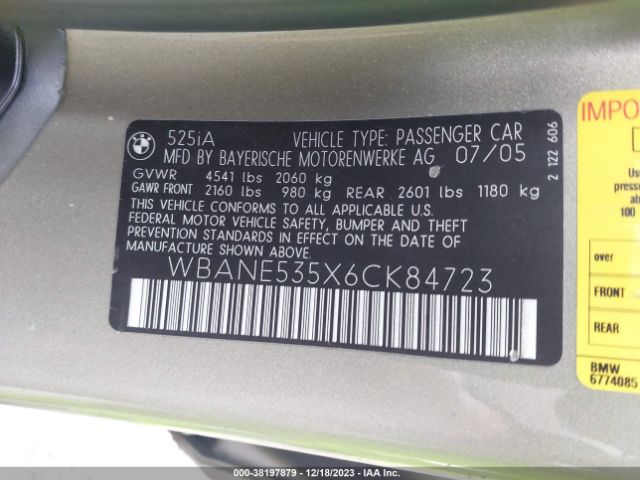 BMW
525iA VEHICLE TYPE: PASSENGER CAR
MFD BY BAYERISCHE MOTORENWERKE AG 07/05
GVWR 4541 lbs 2060 kg
GAWR FRONT 2160 lbs 980 kg REAR 2601 lbs 1180 kg
THIS VEHICLE CONFORMS TO ALL APPLICABLE U.S.
FEDERAL MOTOR VEHICLE SAFETY, BUMPER AND THEFT
PREVENTION STANDARDS IN EFFECT ON THE DATE OF
MANUFACTURE SHOWN ABOVE.
WBANE535X6CK84723
2 122 606
IMPO
100
over
FRONT
REAR
BMW
6774085
© - 38197879 - 12/18/2023 - IAA Inc.